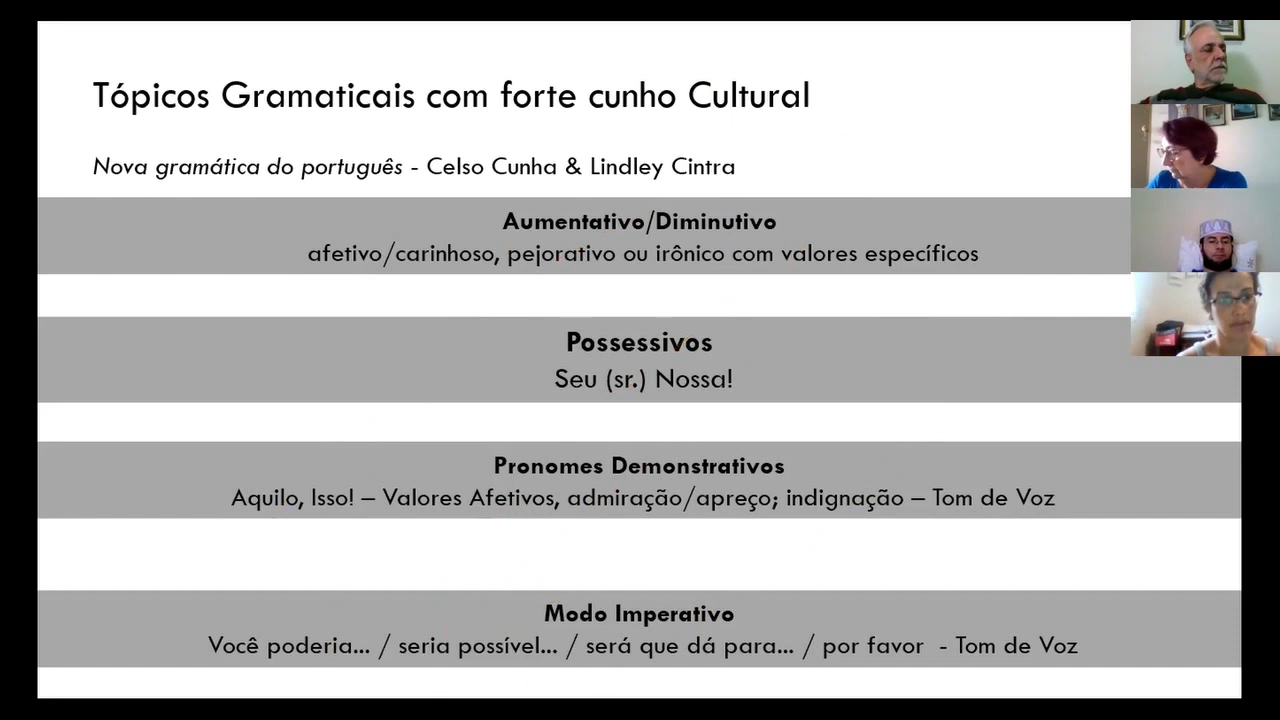 Tópicos Gramaticais com forte cunho Cultural
Nova gramática do português - Celso Cunha & Lindley Cintra
Aumentativo/Diminutivo
afetivo/carinhoso, pejorativo ou irônico com valores específicos
Possessivos
Seu (sr.) Nossa!
Pronomes Demonstrativos
Aquilo, Isso! – Valores Afetivos, admiração/apreço; indignação – Tom de Voz
Modo Imperativo
Você poderia... / seria possível... / será que dá para... / por favor - Tom de Voz